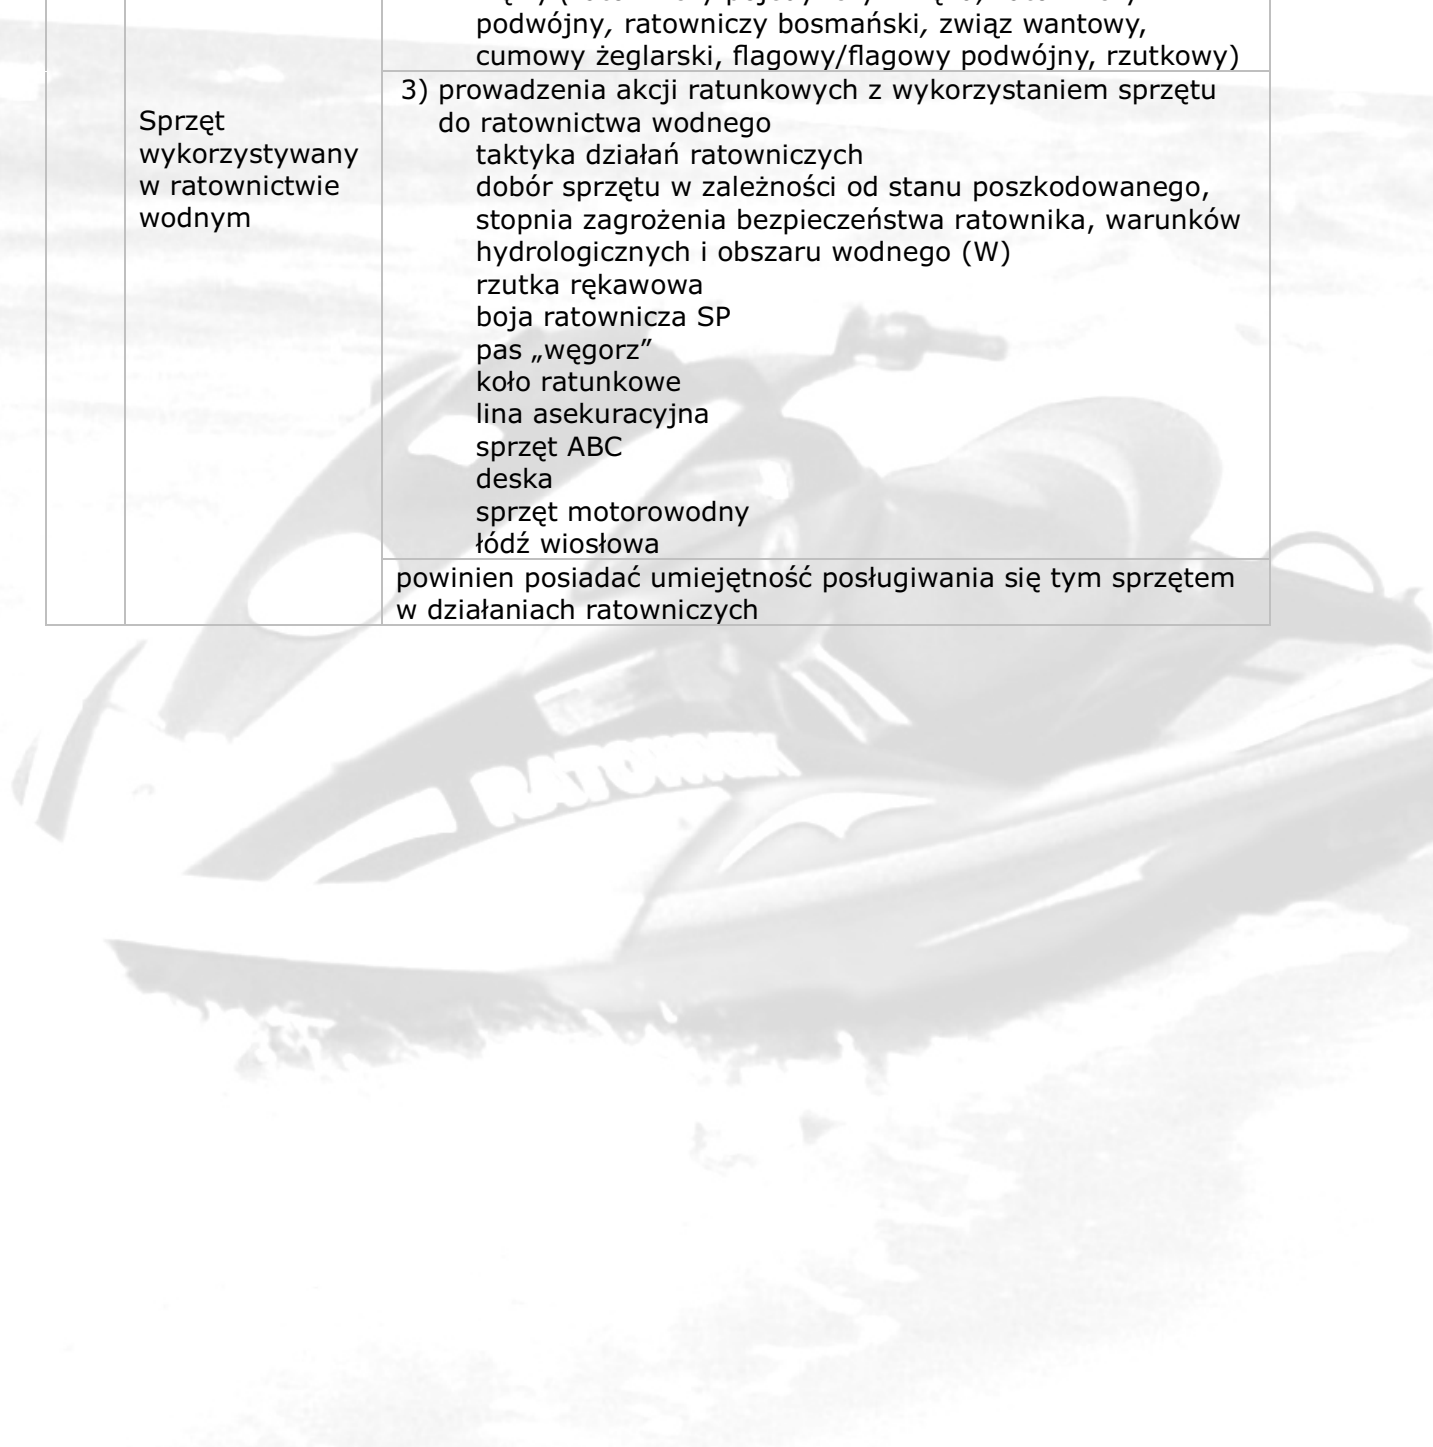 podwójny, ratowniczy bosmański, związ wantowy,
cumowy żeglarski, flagowy/flagowy podwójny, rzutkowy)
Sprzęt
wykorzystywany
w ratownictwie
wodnym
3) prowadzenia akcji ratunkowych z wykorzystaniem sprzętu
do ratownictwa wodnego
taktyka działań ratowniczych
dobór sprzętu w zależności od stanu poszkodowanego,
stopnia zagrożenia bezpieczeństwa ratownika, warunków
hydrologicznych i obszaru wodnego (W)
rzutka rękawowa
boja ratownicza SP
pas „węgorz”
koło ratunkowe
lina asekuracyjna
sprzęt ABC
deska
sprzęt motorowodny
łódź wiosłowa
powinien posiadać umiejętność posługiwania się tym sprzętem
w działaniach ratowniczych
RATOWNIK